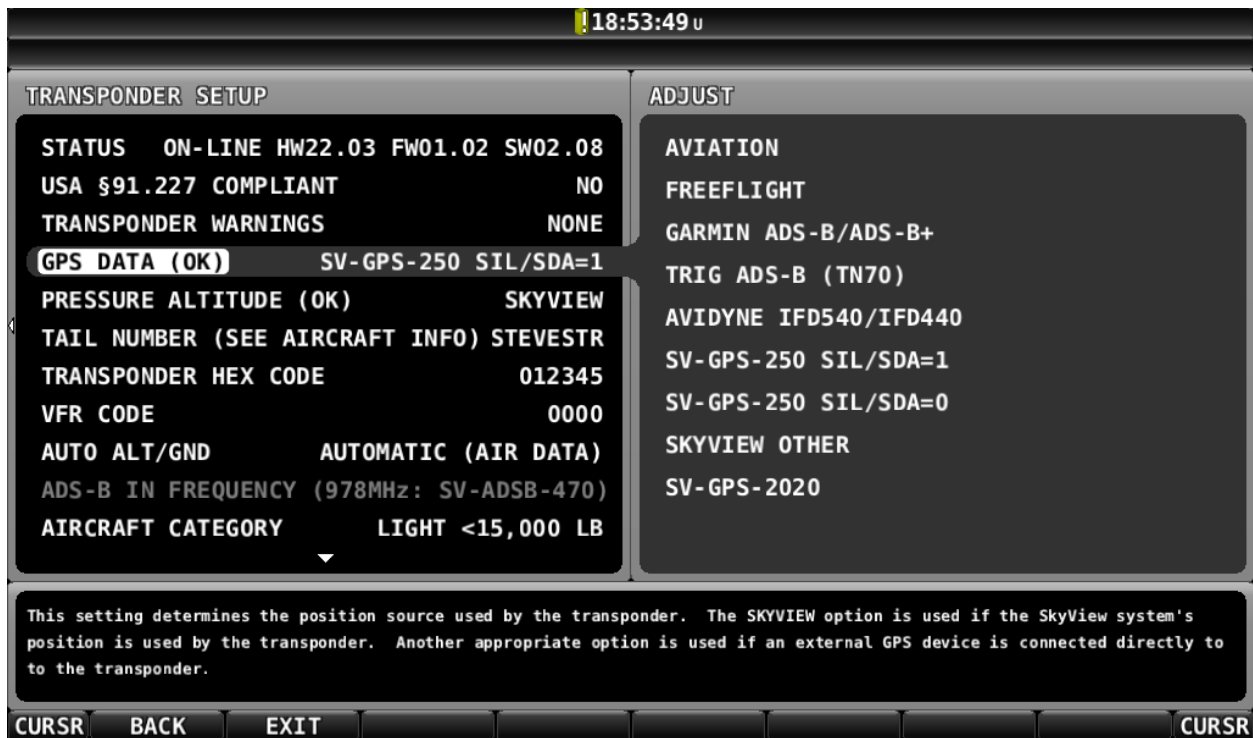 !18:53:49 U
TRANSPONDER SETUP
STATUS ON-LINE HW22.03 FW01.02 SW02.08
USA §91.227 COMPLIANT NO
TRANSPONDER WARNINGS NONE
GPS DATA (OK) SV-GPS-250 SIL/SDA=1
PRESSURE ALTITUDE (OK) SKYVIEW
TAIL NUMBER (SEE AIRCRAFT INFO) STEVESTR
TRANSPONDER HEX CODE 012345
VFR CODE 0000
AUTO ALT/GND AUTOMATIC (AIR DATA)
ADS-B IN FREQUENCY (978MHz: SV-ADSB-470)
AIRCRAFT CATEGORY LIGHT <15,000 LB
ADJUST
AVIATION
FREEFLIGHT
GARMIN ADS-B/ADS-B+
TRIG ADS-B (TN70)
AVIDYNE IFD540/IFD440
SV-GPS-250 SIL/SDA=1
SV-GPS-250 SIL/SDA=0
SKYVIEW OTHER
SV-GPS-2020
This setting determines the position source used by the transponder. The SKYVIEW option is used if the SkyView system's
position is used by the transponder. Another appropriate option is used if an external GPS device is connected directly to
to the transponder.
CURSR BACK EXIT CURSR